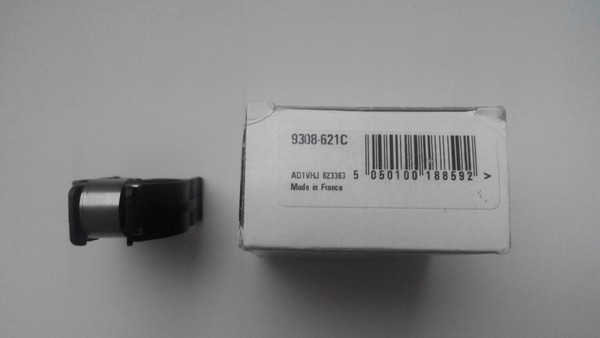 9308-621C
AD1VHJ 623363
5 050100 188592 >
Made in France